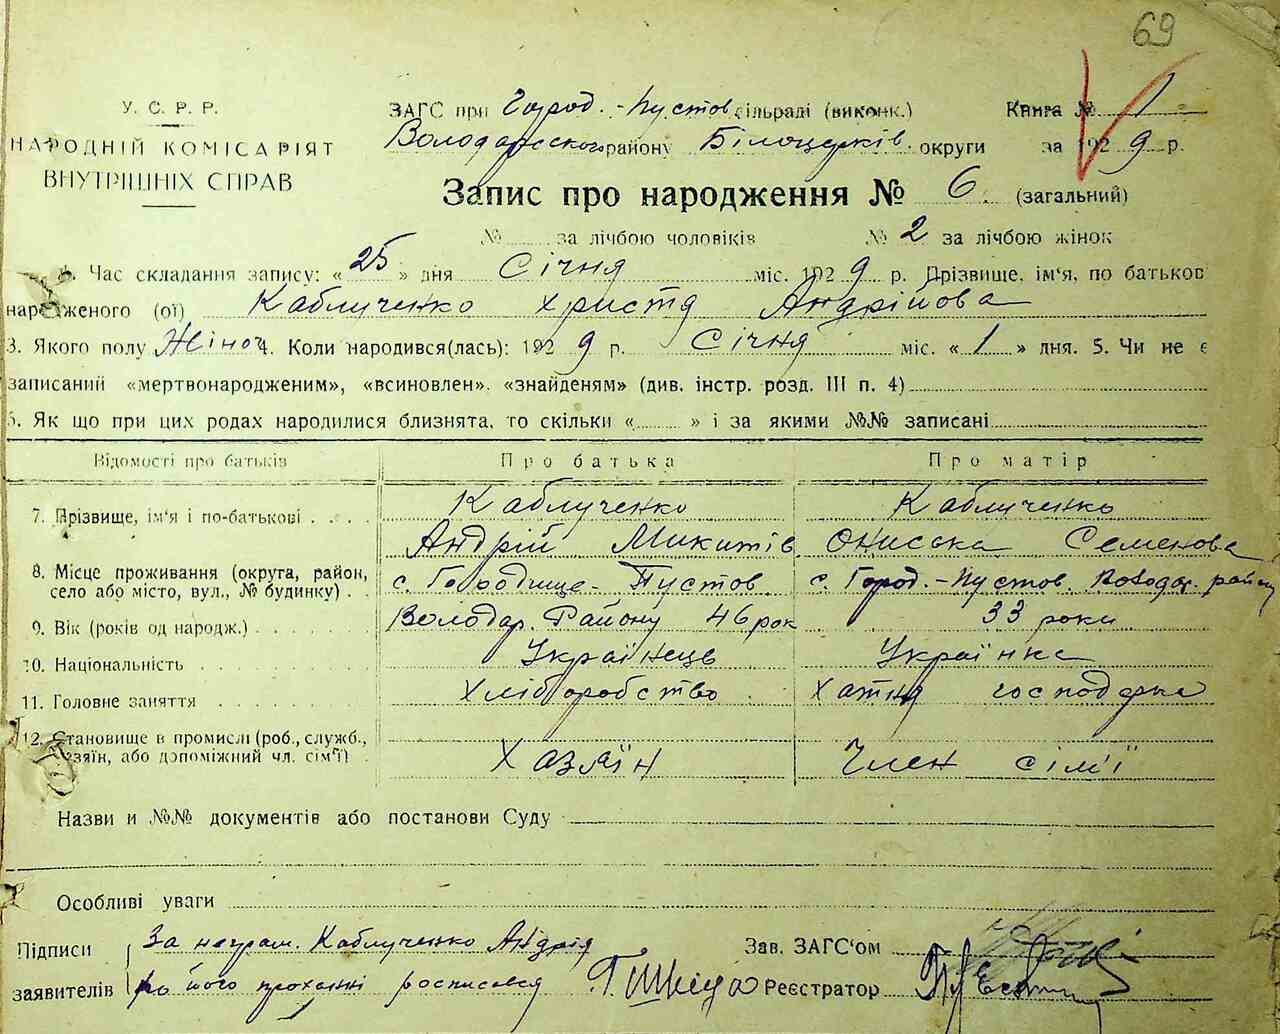 69
У. С. Р. Р.
НАРОДНІЙ КОМІСАРІЯТ
ВНУТРІШНІХ СПРАВ
ЗАГС при Город.-Пустов. сільраді (виконк.) Книга № 1
Володарського району Білоцерків. округи за 1929 р.
Запис про народження № 6 (загальний)
№ за лічбою чоловіків № 2 за лічбою жінок
Час складання запису: «25» дня Січня міс. 1929 р. Прізвище, ім'я, по батьков
народженого (ої) Каблученко Христя Андрійова
3. Якого полу Жіноч 4. Коли народився(лась): 1929 р. Січня міс. «1» дня. 5. Чи не є
записаний «мертвонародженим», «всиновлен», «знайденям» (див. інстр. розд. III п. 4)
6. Як що при цих родах народилися близнята, то скільки « » і за якими №№ записані
Відомості про батьків Про батька Про матір
7. Прізвище, ім'я і по-батькові Каблученко Каблученко
Андрій Микитів Ониська Семенова
8. Місце проживання (округа, район, с. Городище-Пустов. с. Город.-Пустов. Володар. району
село або місто, вул., № будинку)
9. Вік (років од народж.) Володар. Району 46 рок 33 роки
10. Національність Українець Українка
11. Головне заняття Хліборобство Хатня господарка
12. Становище в промислі (роб., служб.,
хазяїн, або допоміжний чл. сім'ї) Хазяїн Член сім'ї
Назви и №№ документів або постанови Суду
Особливі уваги
Підписи За неграм. Каблученко Андрія Зав. ЗАГС'ом
заявителів по його проханні росписався Реєстратор